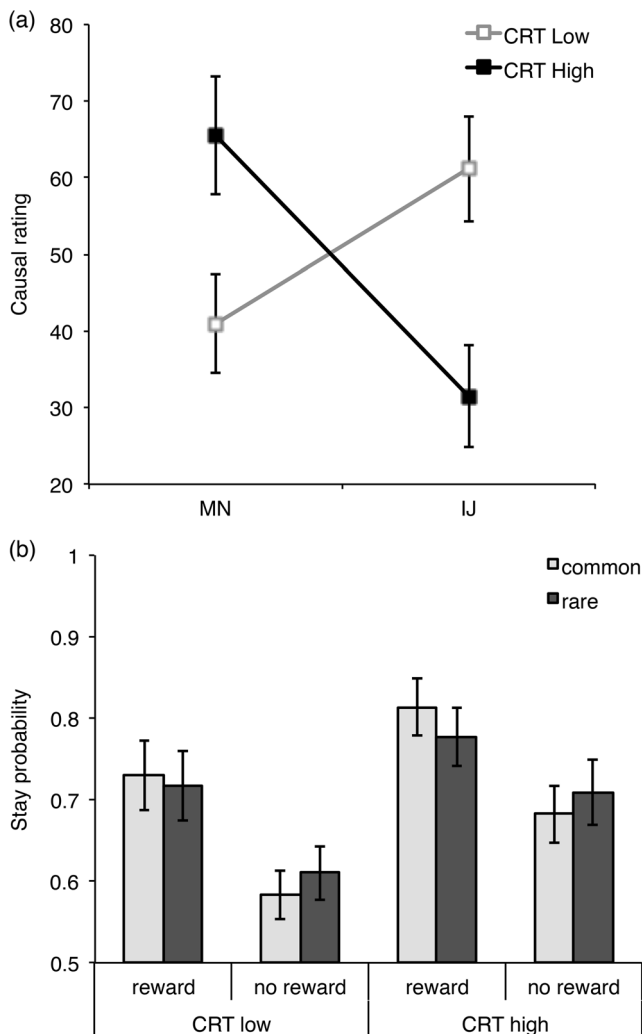 (a)
80
70
60
50
40
30
20
Causal rating
CRT Low
CRT High
MN IJ
(b)
1
0.9
0.8
0.7
0.6
0.5
Stay probability
common
rare
reward no reward reward no reward
CRT low CRT high